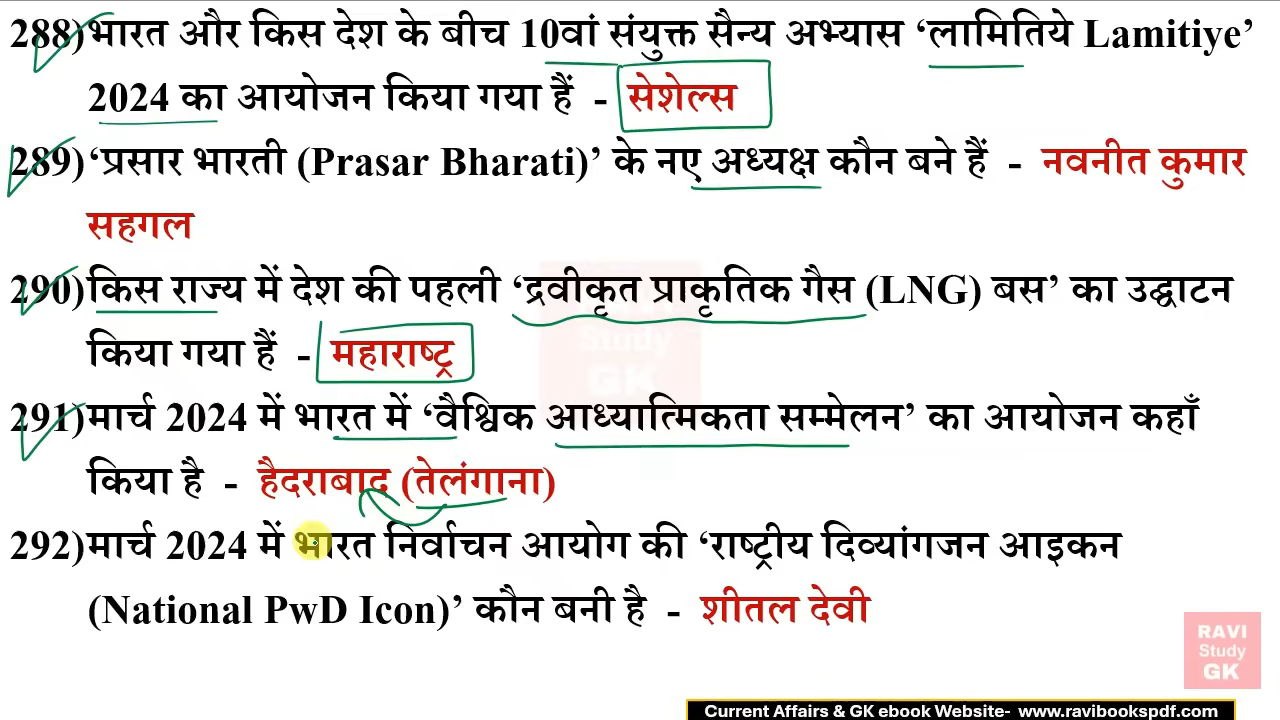 288)भारत और किस देश के बीच 10वां संयुक्त सैन्य अभ्यास ‘लामितिये Lamitiye’
2024 का आयोजन किया गया हैं - सेशेल्स
289)‘प्रसार भारती (Prasar Bharati)’ के नए अध्यक्ष कौन बने हैं - नवनीत कुमार
सहगल
290)किस राज्य में देश की पहली ‘द्रवीकृत प्राकृतिक गैस (LNG) बस’ का उद्घाटन
किया गया हैं - महाराष्ट्र
291)मार्च 2024 में भारत में ‘वैश्विक आध्यात्मिकता सम्मेलन’ का आयोजन कहाँ
किया है - हैदराबाद (तेलंगाना)
292)मार्च 2024 में भारत निर्वाचन आयोग की ‘राष्ट्रीय दिव्यांगजन आइकन
(National PwD Icon)’ कौन बनी है - शीतल देवी
Study
GK
RAVI
Study
GK
Current Affairs & GK ebook Website- www.ravibookspdf.com